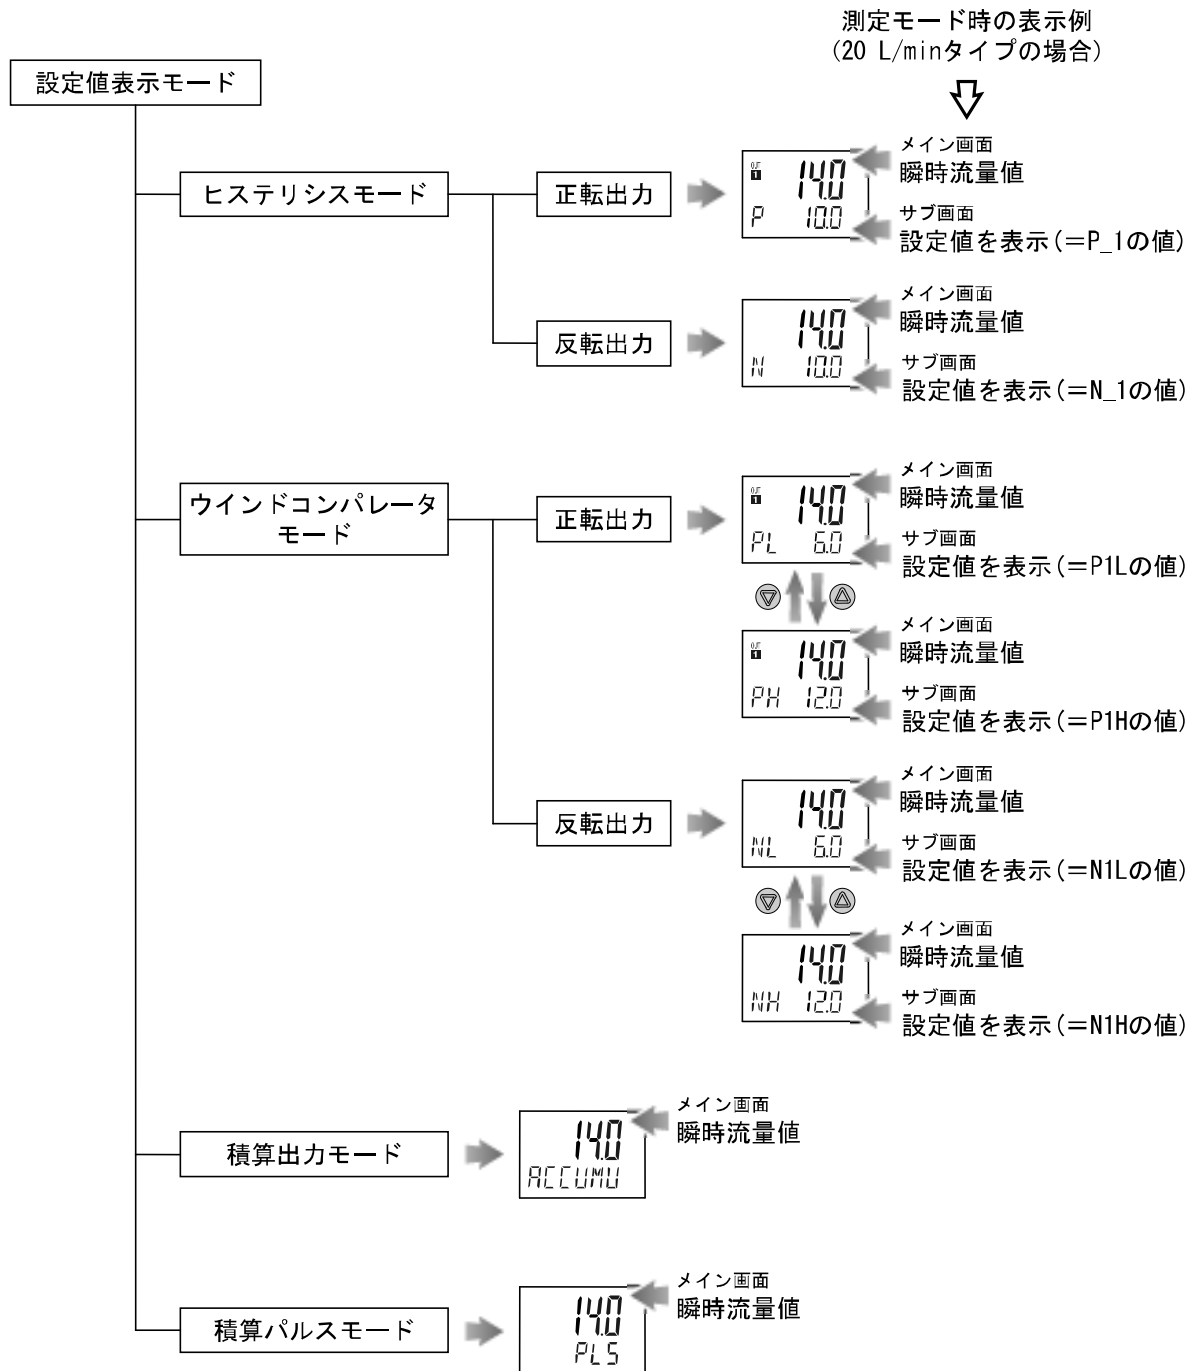 測定モード時の表示例
(20 L/minタイプの場合)
設定値表示モード
ヒステリシスモード
正転出力
OUT
1
14.0
P 10.0
メイン画面
瞬時流量値
サブ画面
設定値を表示(=P_1の値)
反転出力
14.0
N 10.0
メイン画面
瞬時流量値
サブ画面
設定値を表示(=N_1の値)
ウインドコンパレータ
モード
正転出力
OUT
1
14.0
PL 6.0
メイン画面
瞬時流量値
サブ画面
設定値を表示(=P1Lの値)
OUT
1
14.0
PH 12.0
メイン画面
瞬時流量値
サブ画面
設定値を表示(=P1Hの値)
反転出力
14.0
NL 6.0
メイン画面
瞬時流量値
サブ画面
設定値を表示(=N1Lの値)
14.0
NH 12.0
メイン画面
瞬時流量値
サブ画面
設定値を表示(=N1Hの値)
積算出力モード
14.0
ACCUMU
メイン画面
瞬時流量値
積算パルスモード
14.0
PLS
メイン画面
瞬時流量値